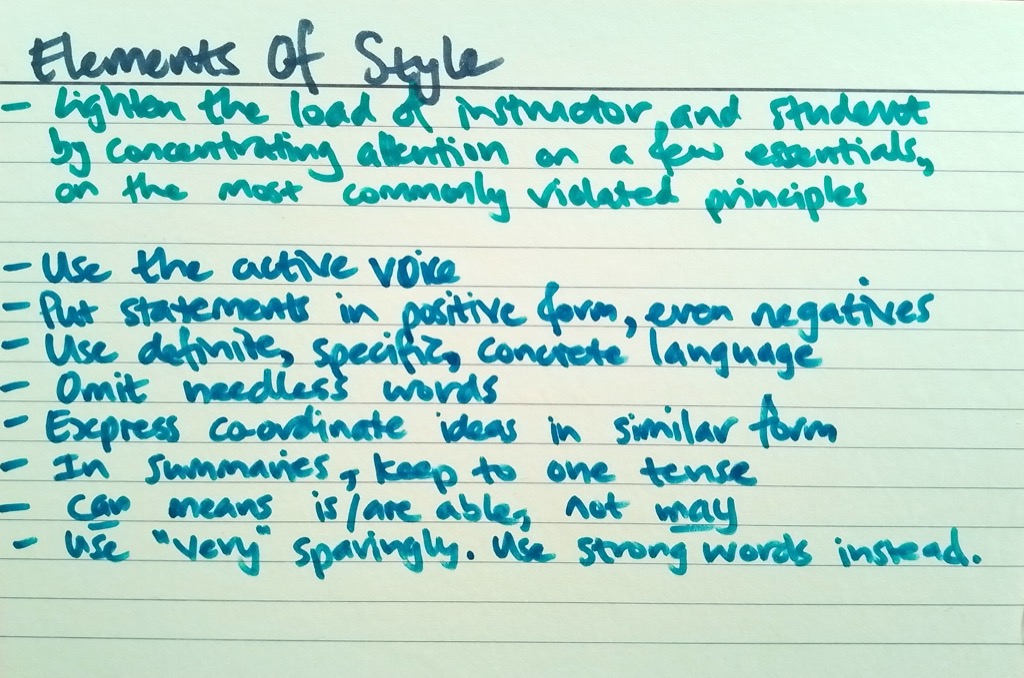 Elements Of Style
- Lighten the load of instructor and student
by concentrating attention on a few essentials,
on the most commonly violated principles
- Use the active voice
- Put statements in positive form, even negatives
- Use definite, specific, concrete language
- Omit needless words
- Express co-ordinate ideas in similar form
- In summaries, keep to one tense
- can means is/are able, not may
- Use "very" sparingly. Use strong words instead.